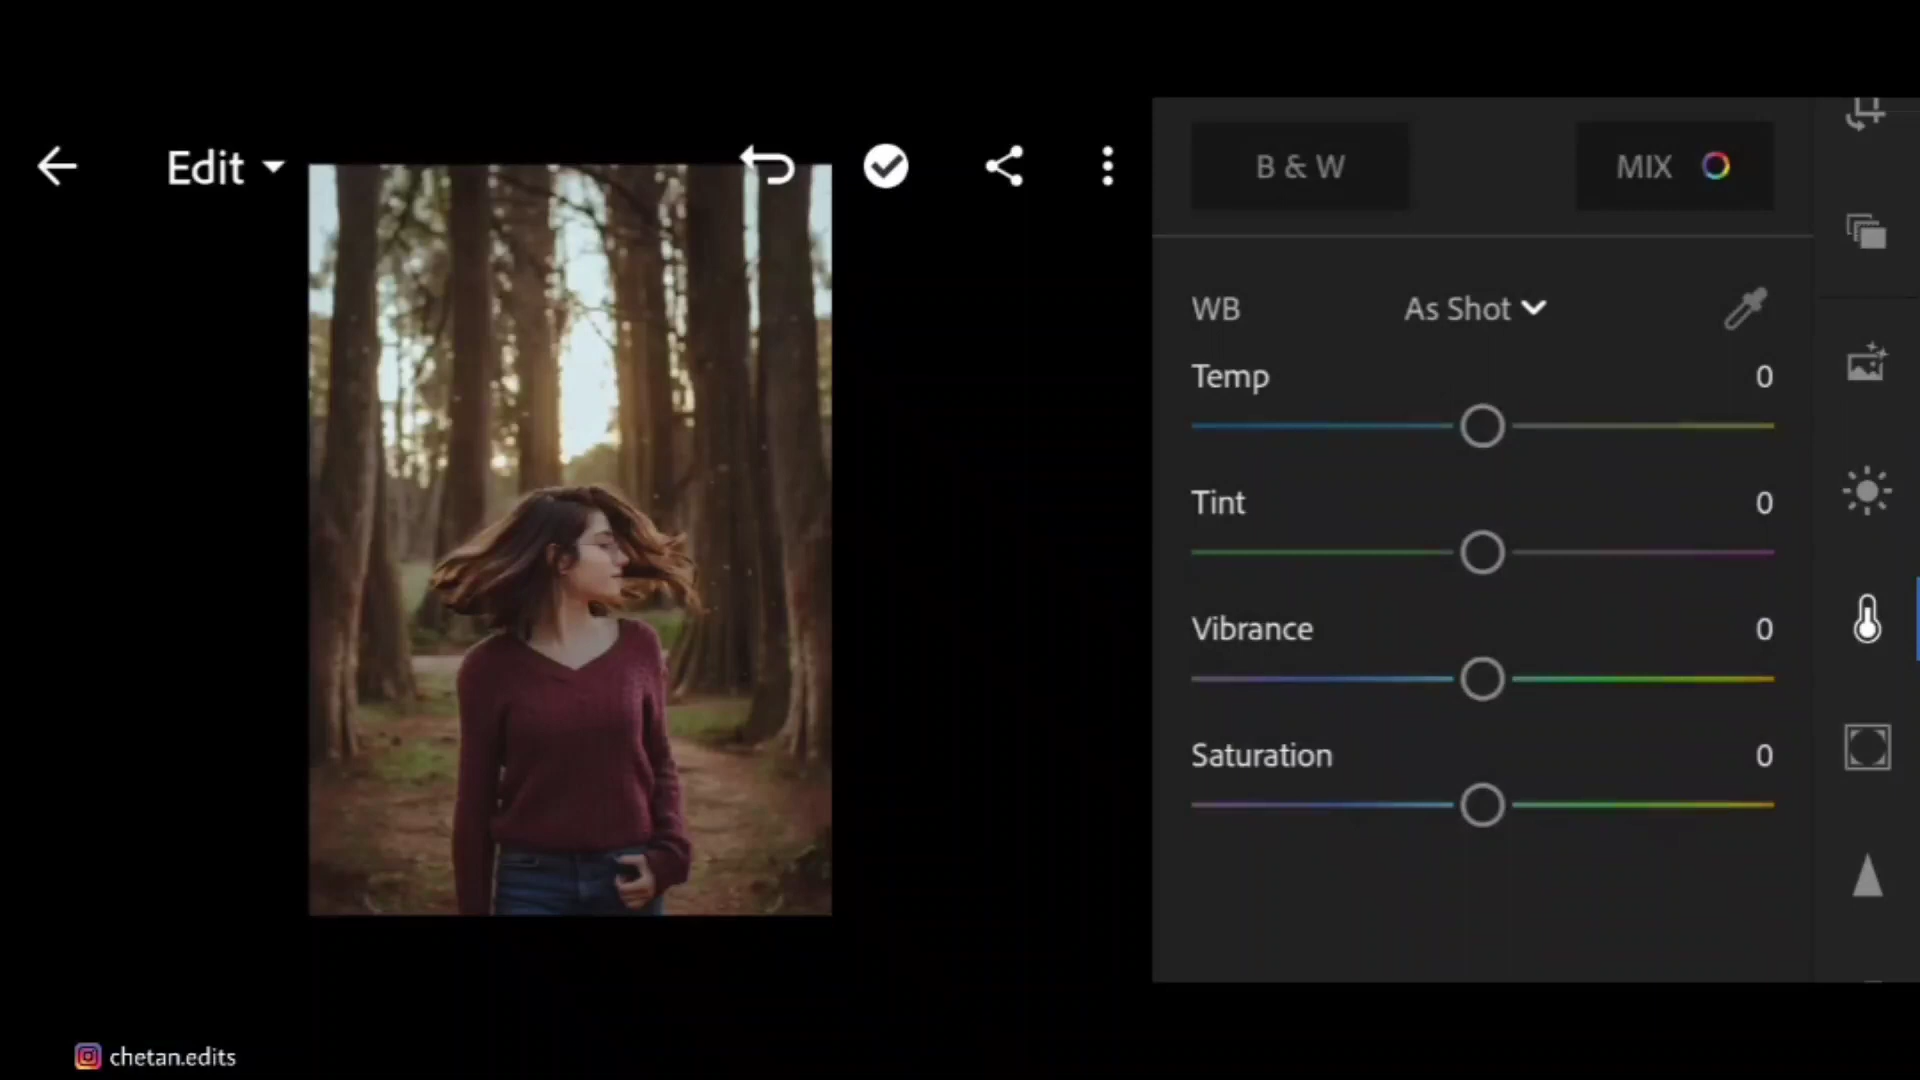 Edit
B & W
MIX
WB
As Shot
Temp
0
Tint
0
Vibrance
0
Saturation
0
chetan.edits